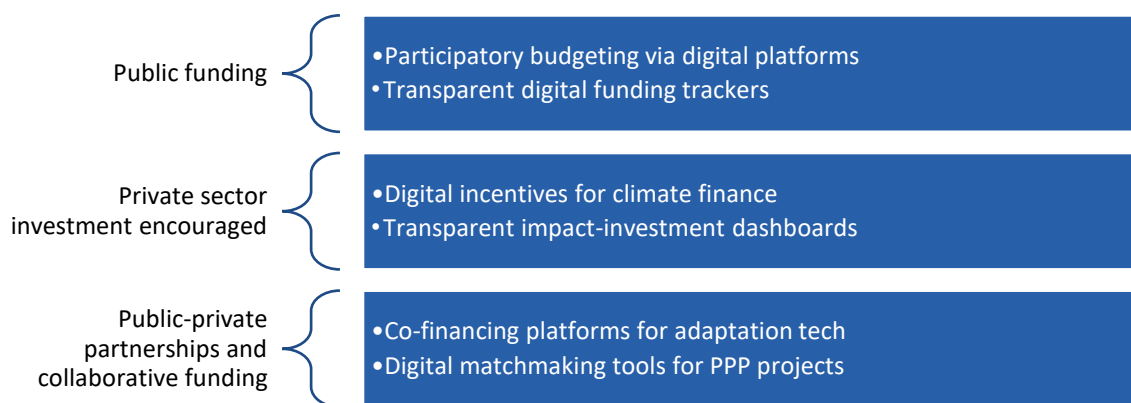 Public funding
•Participatory budgeting via digital platforms
•Transparent digital funding trackers
Private sector
investment encouraged
•Digital incentives for climate finance
•Transparent impact-investment dashboards
Public-private
partnerships and
collaborative funding
•Co-financing platforms for adaptation tech
•Digital matchmaking tools for PPP projects